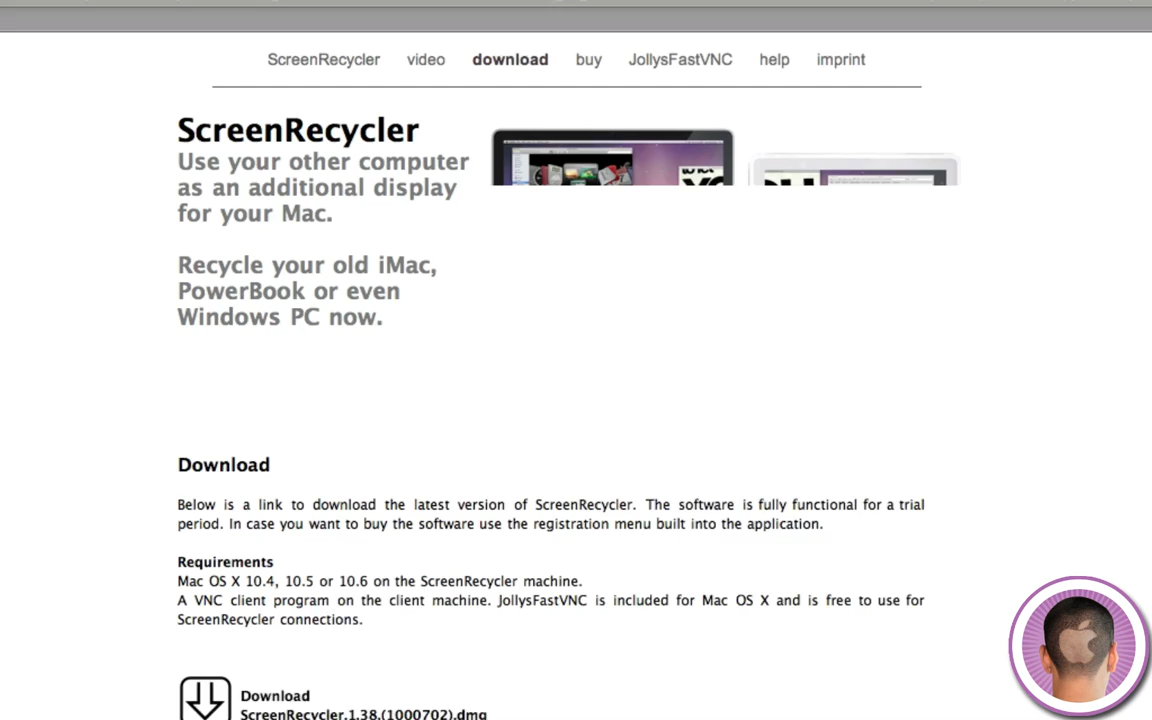 ScreenRecycler video download buy JollysFastVNC help imprint
ScreenRecycler
Use your other computer
as an additional display
for your Mac.
Recycle your old iMac,
PowerBook or even
Windows PC now.
Download
Below is a link to download the latest version of ScreenRecycler. The software is fully functional for a trial
period. In case you want to buy the software use the registration menu built into the application.
Requirements
Mac OS X 10.4, 10.5 or 10.6 on the ScreenRecycler machine.
A VNC client program on the client machine. JollysFastVNC is included for Mac OS X and is free to use for
ScreenRecycler connections.
Download
ScreenRecycler.1.38.(1000702).dmg